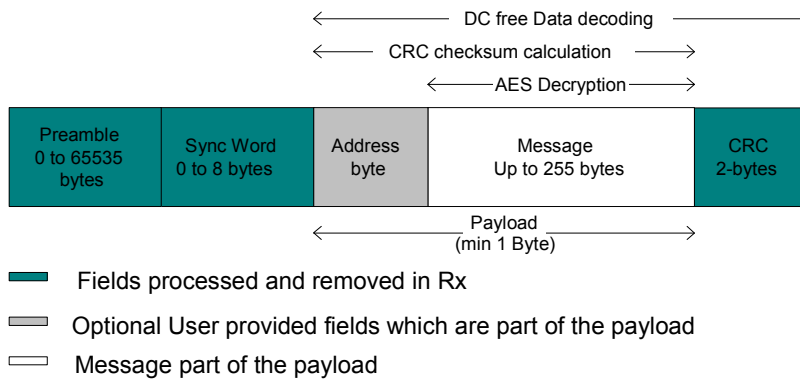 DC free Data decoding
CRC checksum calculation
AES Decryption
Preamble
0 to 65535
bytes
Sync Word
0 to 8 bytes
Address
byte
Message
Up to 255 bytes
CRC
2-bytes
Payload
(min 1 Byte)
Fields processed and removed in Rx
Optional User provided fields which are part of the payload
Message part of the payload